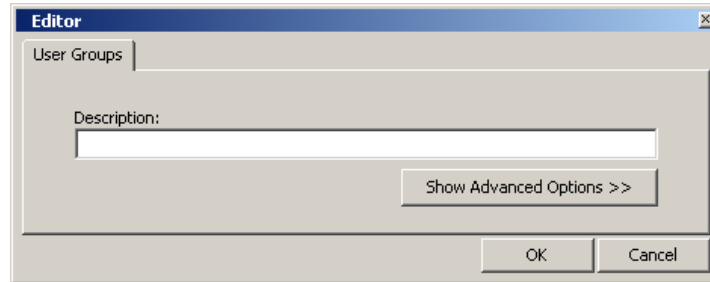 Editor
User Groups
Description:
Show Advanced Options >>
OK Cancel